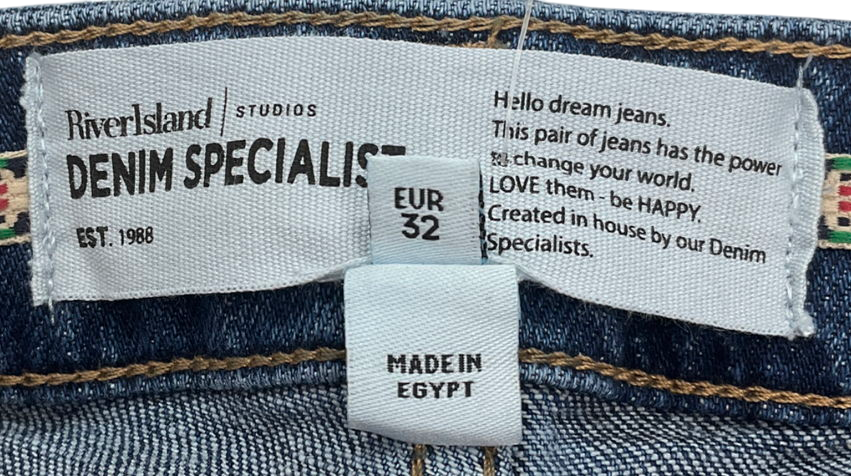 RiverIsland | STUDIOS
DENIM SPECIALIST
EST. 1988
Hello dream jeans.
This pair of jeans has the power
to change your world.
LOVE them - be HAPPY.
Created in house by our Denim
Specialists.
EUR
32
MADE IN
EGYPT